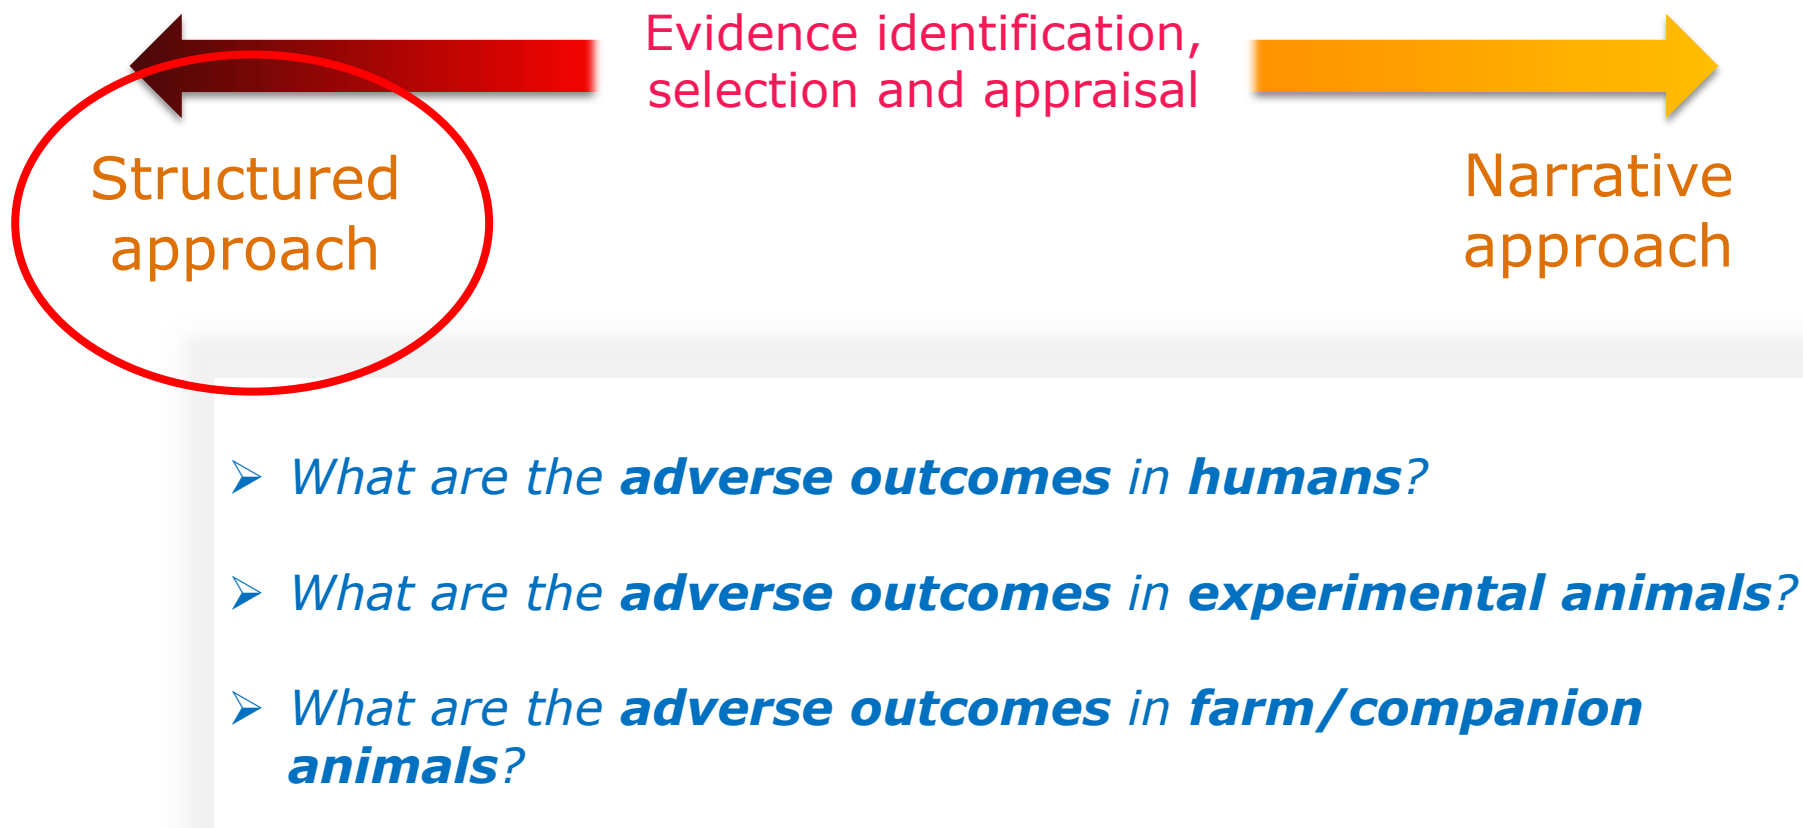 Evidence identification,
selection and appraisal
Structured
approach
Narrative
approach
➢ What are the adverse outcomes in humans?
➢ What are the adverse outcomes in experimental animals?
➢ What are the adverse outcomes in farm/companion
animals?